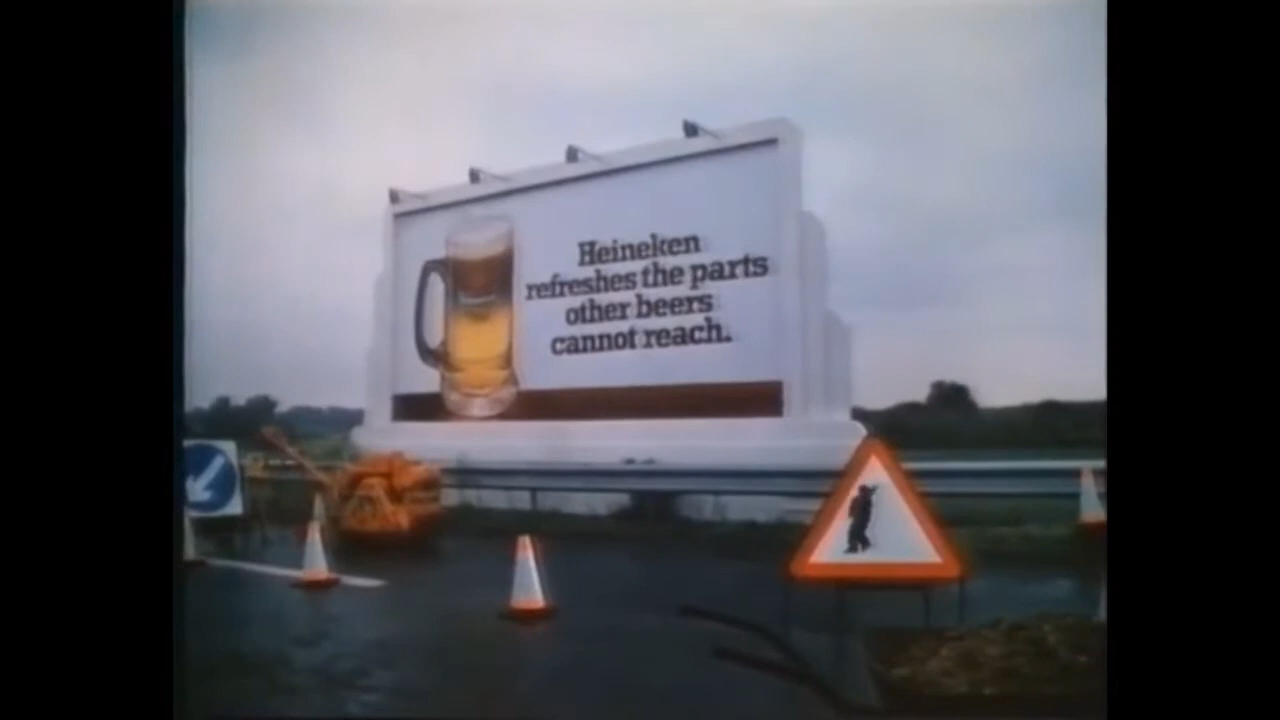 Heineken
refreshes the parts
other beers
cannot reach.